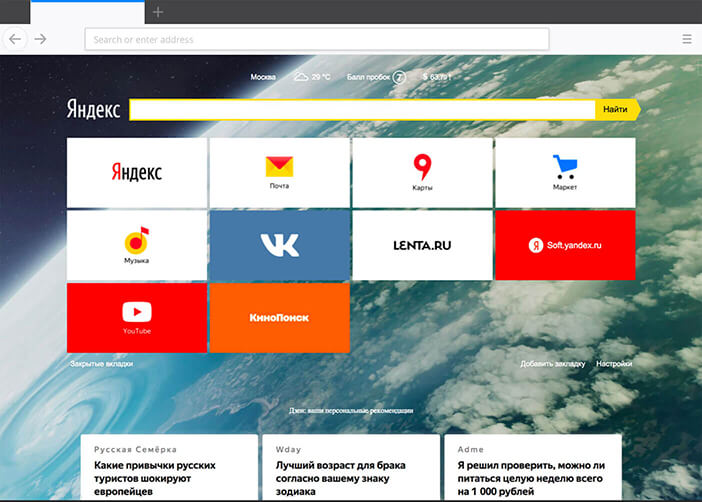 Search or enter address
Москва 29 °C Балл пробок 7
Яндекс Найти
Яндекс
Почта
Карты
Маркет
Музыка
VK
LENTA.RU
Я Soft.yandex.ru
YouTube
КиноПоиск
Закрытые вкладки
Добавить закладку Настройки
Дзен: ваши персональные рекомендации
Русская Семёрка
Какие привычки русских
туристов шокируют
европейцев
Wday
Лучший возраст для брака
согласно вашему знаку
зодиака
Adme
Я решил проверить, можно ли
питаться целую неделю всего
на 1 000 рублей